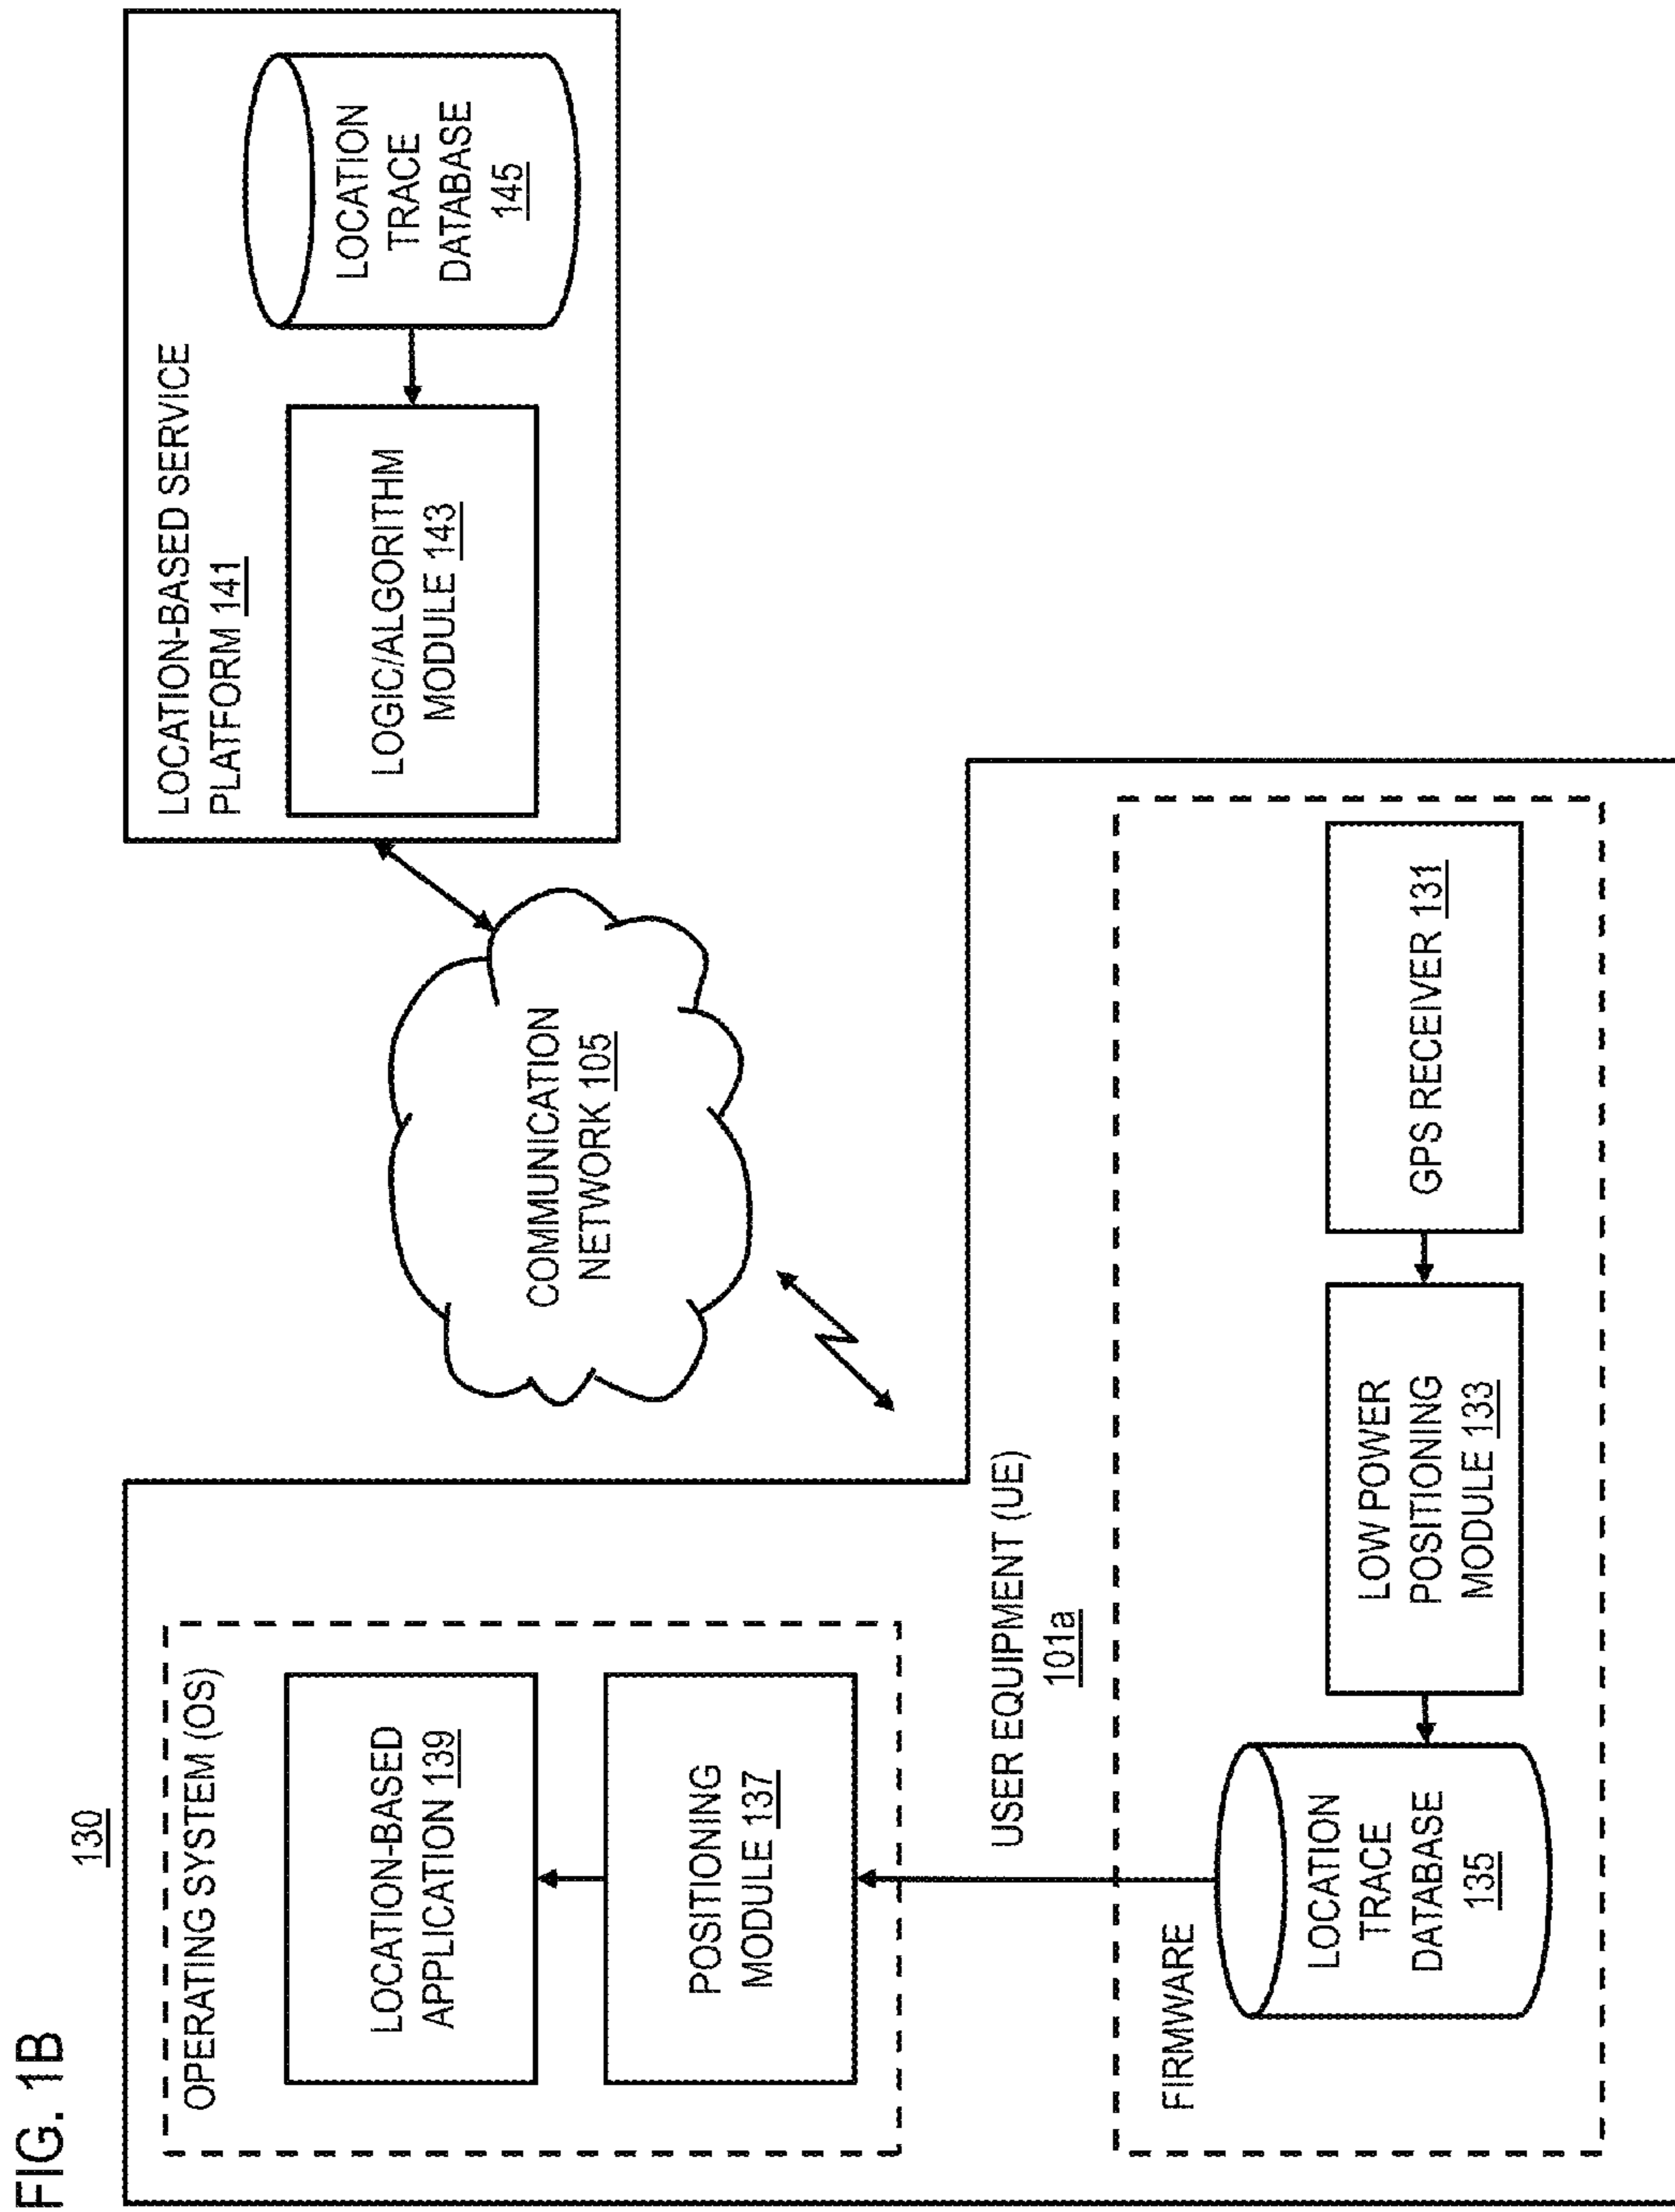 FIG. 1B
130
OPERATING SYSTEM (OS)
LOCATION-BASED
APPLICATION 139
POSITIONING
MODULE 137
USER EQUIPMENT (UE)
101a
FIRMWARE
LOCATION
TRACE
DATABASE
135
LOW POWER
POSITIONING
MODULE 133
GPS RECEIVER 131
COMMUNICATION
NETWORK 105
LOCATION-BASED SERVICE
PLATFORM 141
LOGIC/ALGORITHM
MODULE 143
LOCATION
TRACE
DATABASE
145